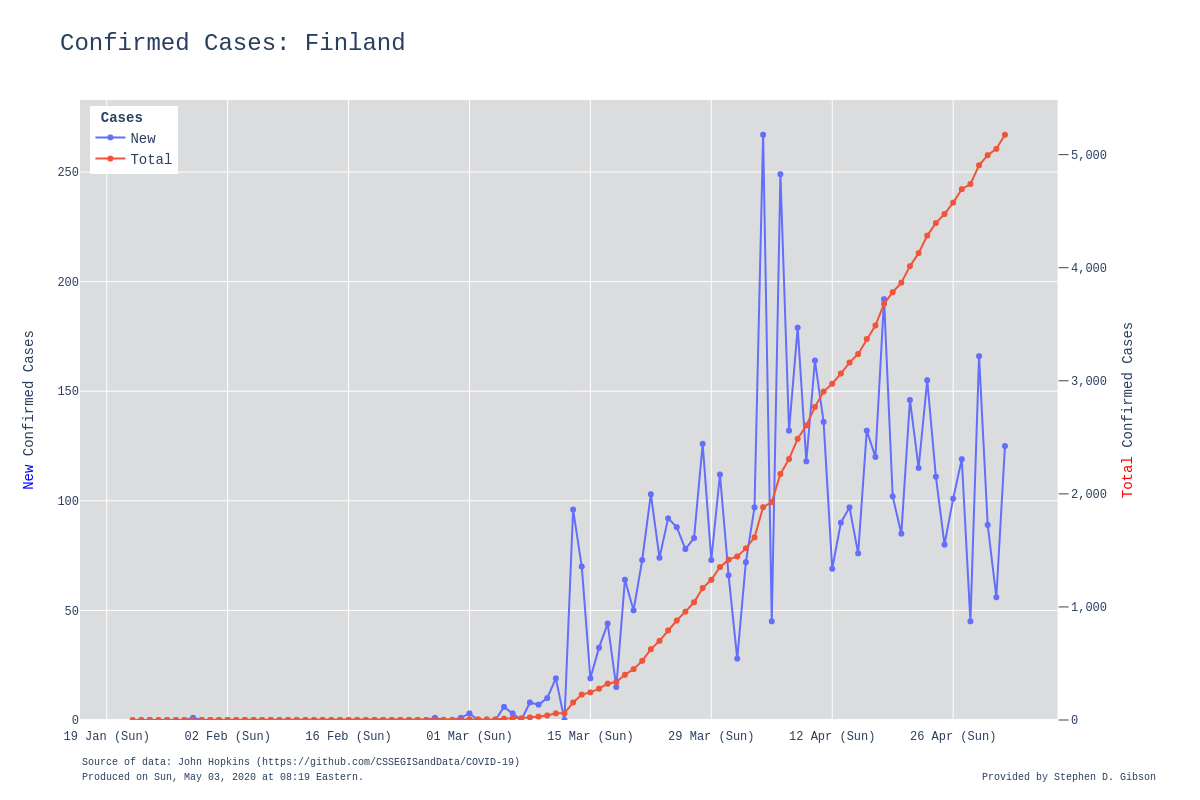 Confirmed Cases: Finland
Cases
New
Total
250
200
150
100
50
0
5,000
4,000
3,000
2,000
1,000
0
New Confirmed Cases
Total Confirmed Cases
19 Jan (Sun) 02 Feb (Sun) 16 Feb (Sun) 01 Mar (Sun) 15 Mar (Sun) 29 Mar (Sun) 12 Apr (Sun) 26 Apr (Sun)
Source of data: John Hopkins (https://github.com/CSSEGISandData/COVID-19)
Produced on Sun, May 03, 2020 at 08:19 Eastern.
Provided by Stephen D. Gibson